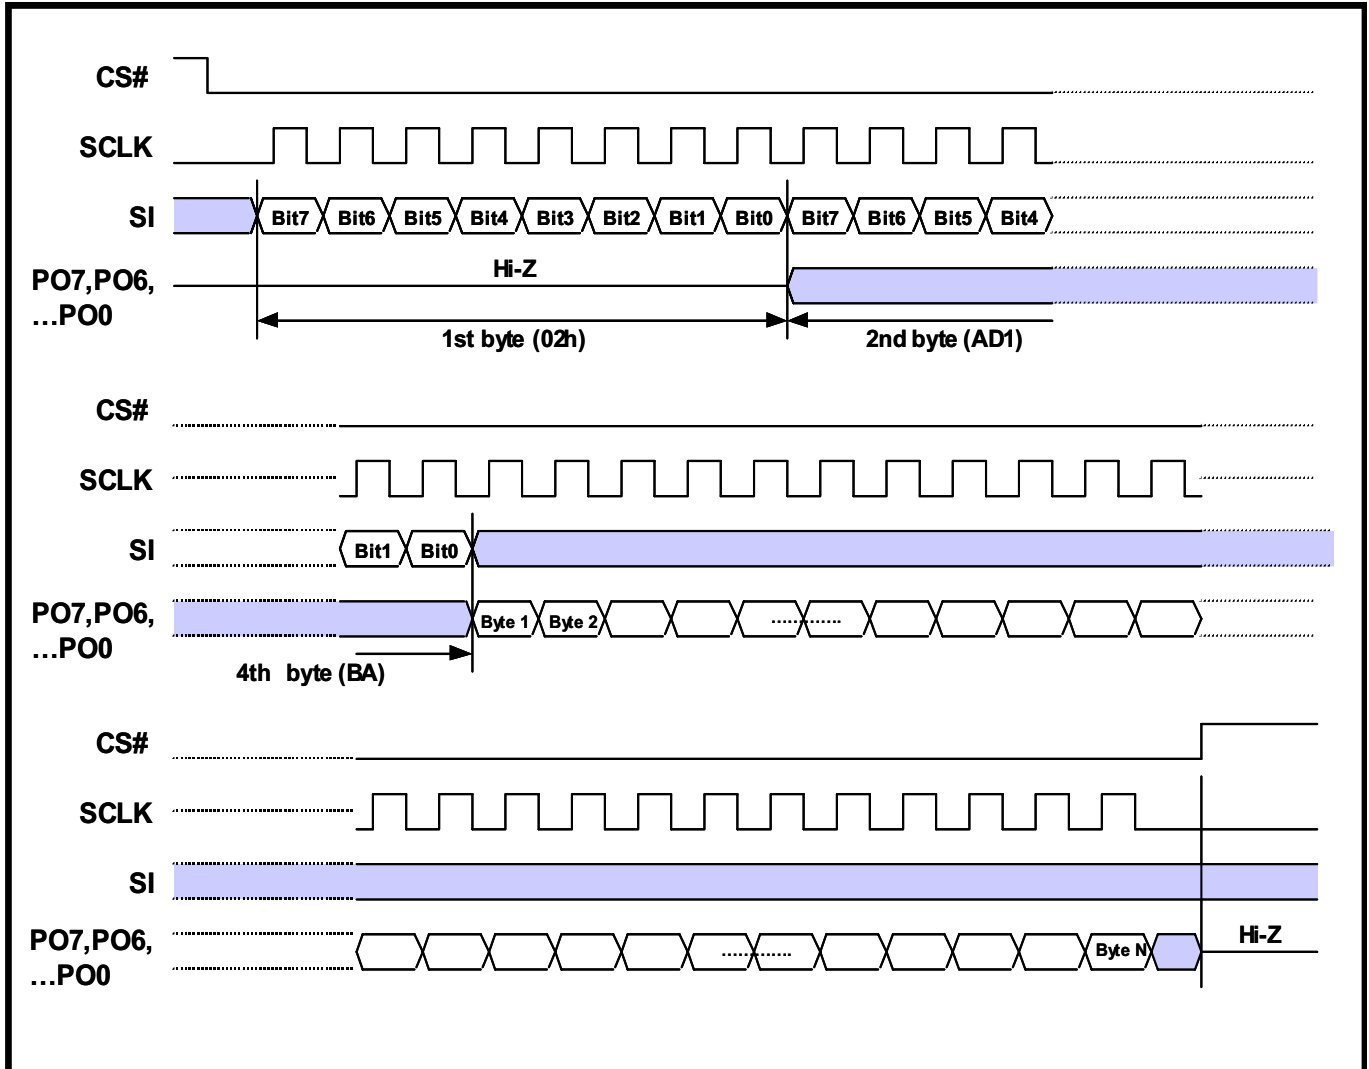 CS#
SCLK
SI Bit7 Bit6 Bit5 Bit4 Bit3 Bit2 Bit1 Bit0 Bit7 Bit6 Bit5 Bit4
Hi-Z
PO7,PO6,
...PO0
1st byte (02h) 2nd byte (AD1)
CS#
SCLK
SI Bit1 Bit0
PO7,PO6, Byte 1 Byte 2 .............
...PO0
4th byte (BA)
CS#
SCLK
SI
PO7,PO6, Hi-Z
............. Byte N
...PO0